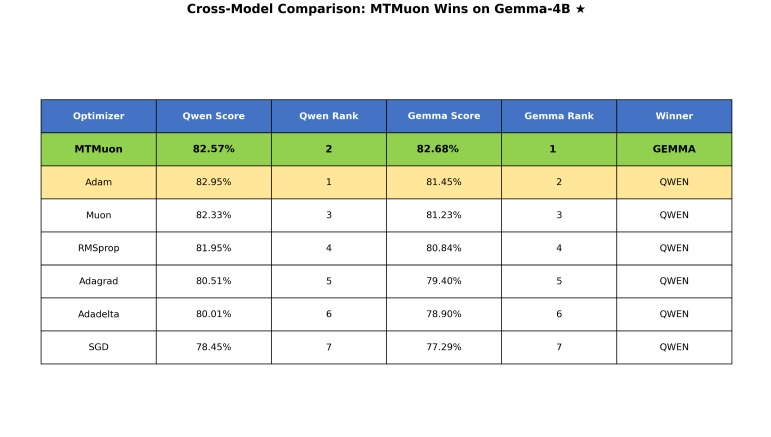 Cross-Model Comparison: MTMuon Wins on Gemma-4B ★
Optimizer Qwen Score Qwen Rank Gemma Score Gemma Rank Winner
MTMuon 82.57% 2 82.68% 1 GEMMA
Adam 82.95% 1 81.45% 2 QWEN
Muon 82.33% 3 81.23% 3 QWEN
RMSprop 81.95% 4 80.84% 4 QWEN
Adagrad 80.51% 5 79.40% 5 QWEN
Adadelta 80.01% 6 78.90% 6 QWEN
SGD 78.45% 7 77.29% 7 QWEN